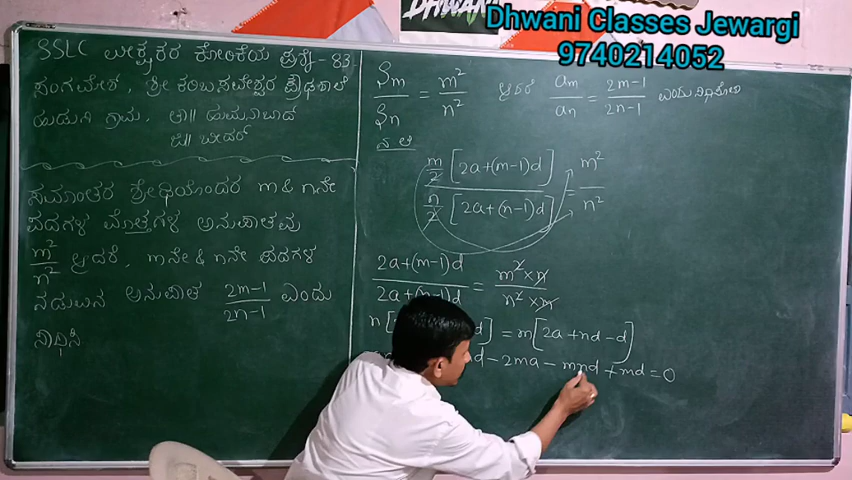 DHWANI
Dhwani Classes Jewargi
9740214052
SSLC ಲೀಕ್ಷಕರ ಕೋರಿಕೆಯ ಪ್ರಶ್ನೆ - 83
ಸಂಗಮೇಶ್, ಶ್ರೀ ಕಂಬಸವೇಶ್ವರ ಪ್ರೌಢಶಾಲೆ
ಹುಡುಗಿ ಗ್ರಾಮ, ತಾ॥ ಹುಮನಾಬಾದ
ಜಿ॥ ಬೀದರ್
ಸಮಾಂತರ ಶ್ರೇಢಿಯೊಂದರ m & nನೇ
ಪದಗಳ ಮೊತ್ತಗಳ ಅನುಪಾತವು
m²/n² ಆದರೆ, mನೇ & nನೇ ಪದಗಳ
ನಡುವಿನ ಅನುಪಾತ (2m-1)/(2n-1) ಎಂದು
ಸಾಧಿಸಿ
Sm/Sn = m²/n² ಆದರೆ am/an = (2m-1)/(2n-1) ಎಂದು
m/2 [2a+(m-1)d] / n/2 [2a+(n-1)d] = m²/n²
2a+(m-1)d / 2a+(n-1)d = m²×n / n²×m
n[ d] = m[2a+nd-d]
d - 2ma - mnd + md = 0